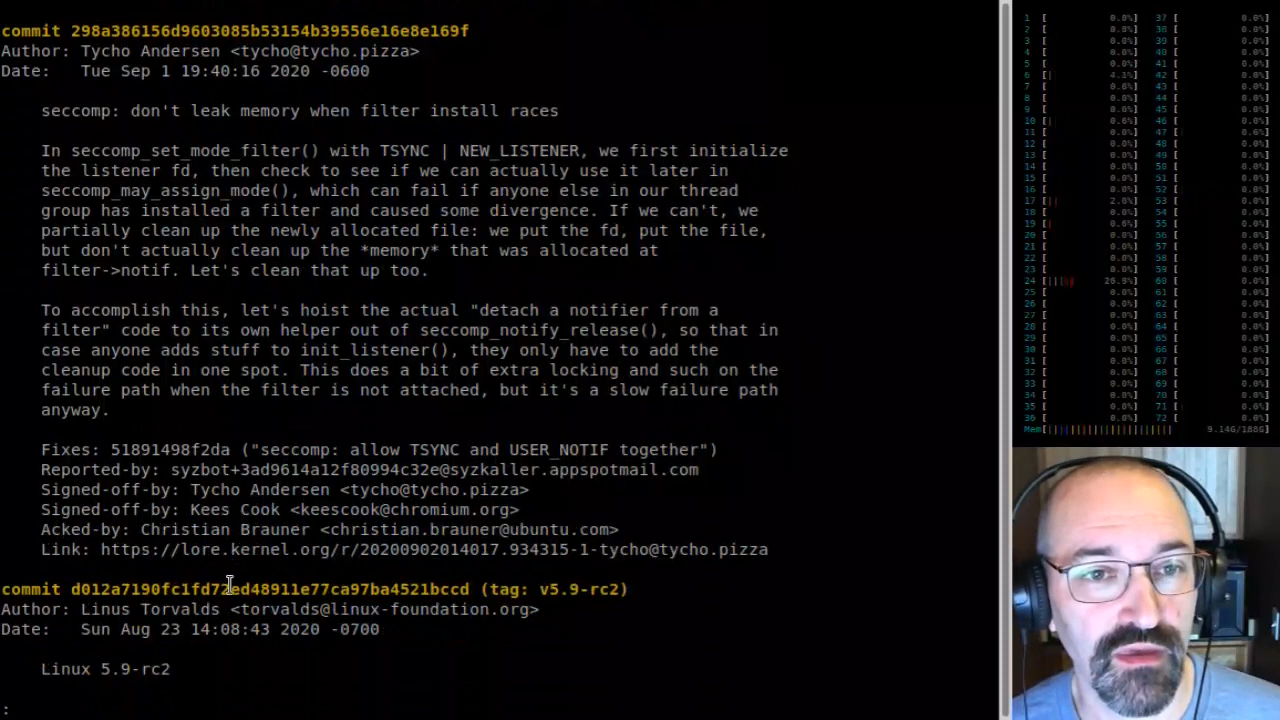 commit 298a386156d9603085b53154b39556e16e8e169f
Author: Tycho Andersen <tycho@tycho.pizza>
Date:   Tue Sep 1 19:40:16 2020 -0600
seccomp: don't leak memory when filter install races
In seccomp_set_mode_filter() with TSYNC | NEW_LISTENER, we first initialize
the listener fd, then check to see if we can actually use it later in
seccomp_may_assign_mode(), which can fail if anyone else in our thread
group has installed a filter and caused some divergence. If we can't, we
partially clean up the newly allocated file: we put the fd, put the file,
but don't actually clean up the *memory* that was allocated at
filter->notif. Let's clean that up too.
To accomplish this, let's hoist the actual "detach a notifier from a
filter" code to its own helper out of seccomp_notify_release(), so that in
case anyone adds stuff to init_listener(), they only have to add the
cleanup code in one spot. This does a bit of extra locking and such on the
failure path when the filter is not attached, but it's a slow failure path
anyway.
Fixes: 51891498f2da ("seccomp: allow TSYNC and USER_NOTIF together")
Reported-by: syzbot+3ad9614a12f80994c32e@syzkaller.appspotmail.com
Signed-off-by: Tycho Andersen <tycho@tycho.pizza>
Signed-off-by: Kees Cook <keescook@chromium.org>
Acked-by: Christian Brauner <christian.brauner@ubuntu.com>
Link: https://lore.kernel.org/r/20200902014017.934315-1-tycho@tycho.pizza
commit d012a7190fc1fd72ed48911e77ca97ba4521bccd (tag: v5.9-rc2)
Author: Linus Torvalds <torvalds@linux-foundation.org>
Date:   Sun Aug 23 14:08:43 2020 -0700
Linux 5.9-rc2
: